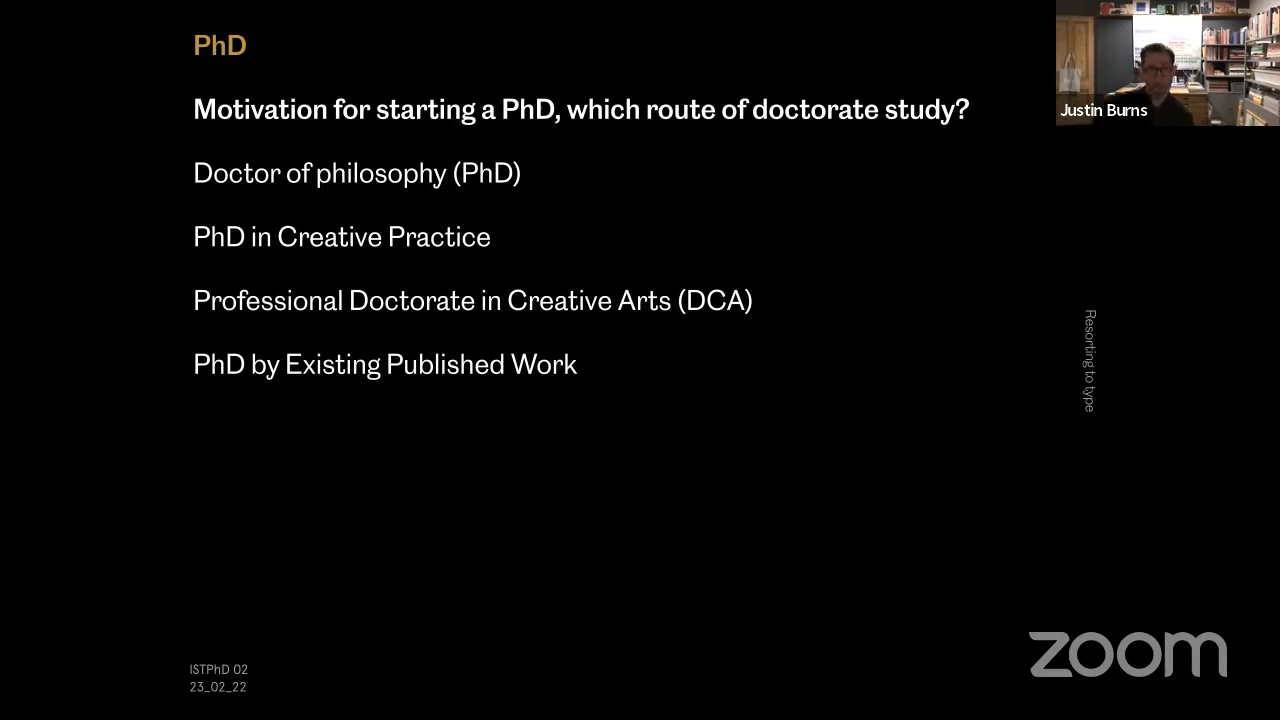 PhD
Motivation for starting a PhD, which route of doctorate study?
Doctor of philosophy (PhD)
PhD in Creative Practice
Professional Doctorate in Creative Arts (DCA)
PhD by Existing Published Work
Justin Burns
Resorting to type
ISTPhD 02
23_02_22
zoom